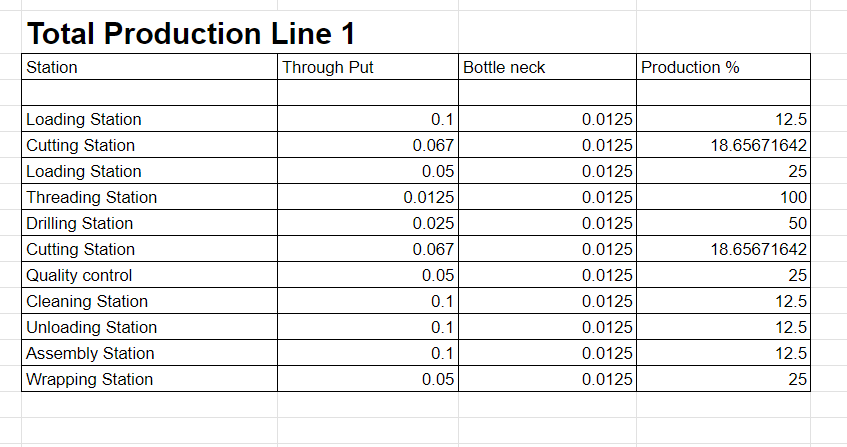 Total Production Line 1
Station Through Put Bottle neck Production %
Loading Station 0.1 0.0125 12.5
Cutting Station 0.067 0.0125 18.65671642
Loading Station 0.05 0.0125 25
Threading Station 0.0125 0.0125 100
Drilling Station 0.025 0.0125 50
Cutting Station 0.067 0.0125 18.65671642
Quality control 0.05 0.0125 25
Cleaning Station 0.1 0.0125 12.5
Unloading Station 0.1 0.0125 12.5
Assembly Station 0.1 0.0125 12.5
Wrapping Station 0.05 0.0125 25